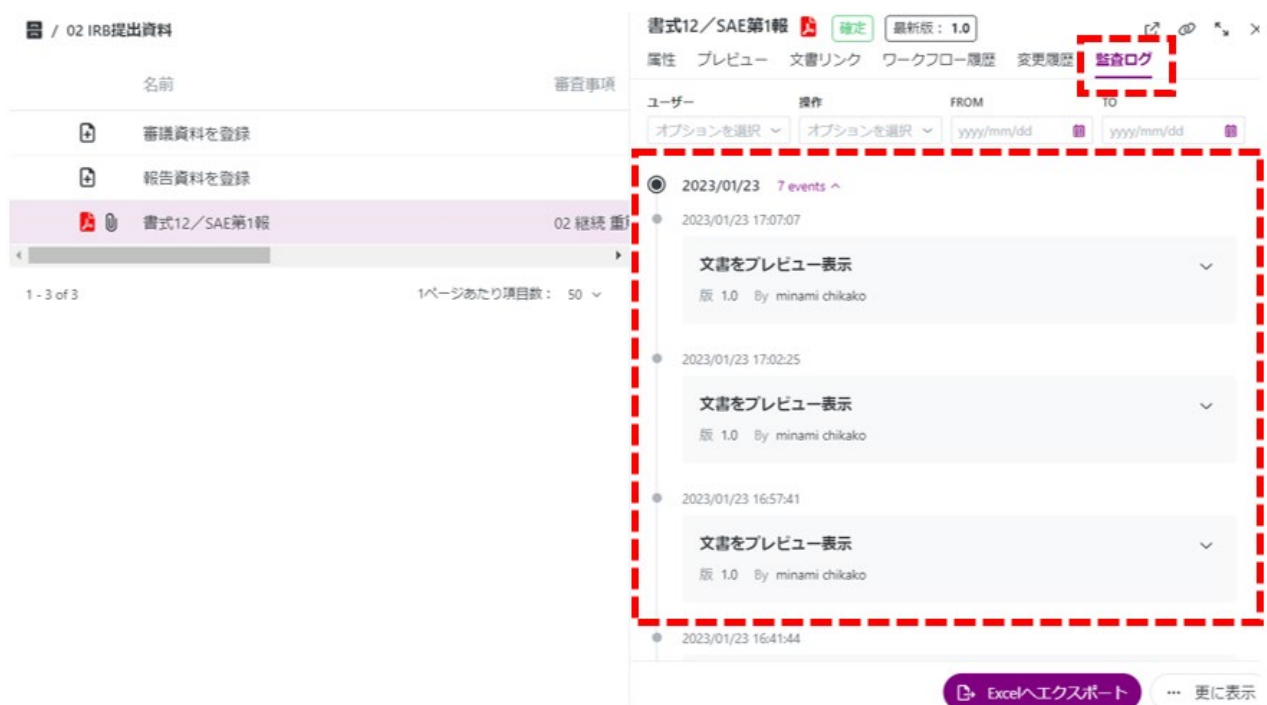 / 02 IRB提出資料
名前 審査事項
審議資料を登録
報告資料を登録
書式12／SAE第1報 02 継続 重
1 - 3 of 3 1ページあたり項目数： 50
書式12／SAE第1報 確定 最新版： 1.0
属性 プレビュー 文書リンク ワークフロー履歴 変更履歴 監査ログ
ユーザー 操作 FROM TO
オプションを選択 オプションを選択 yyyy/mm/dd yyyy/mm/dd
2023/01/23 7 events
2023/01/23 17:07:07
文書をプレビュー表示
版 1.0 By minami chikako
2023/01/23 17:02:25
文書をプレビュー表示
版 1.0 By minami chikako
2023/01/23 16:57:41
文書をプレビュー表示
版 1.0 By minami chikako
2023/01/23 16:41:44
Excelへエクスポート … 更に表示